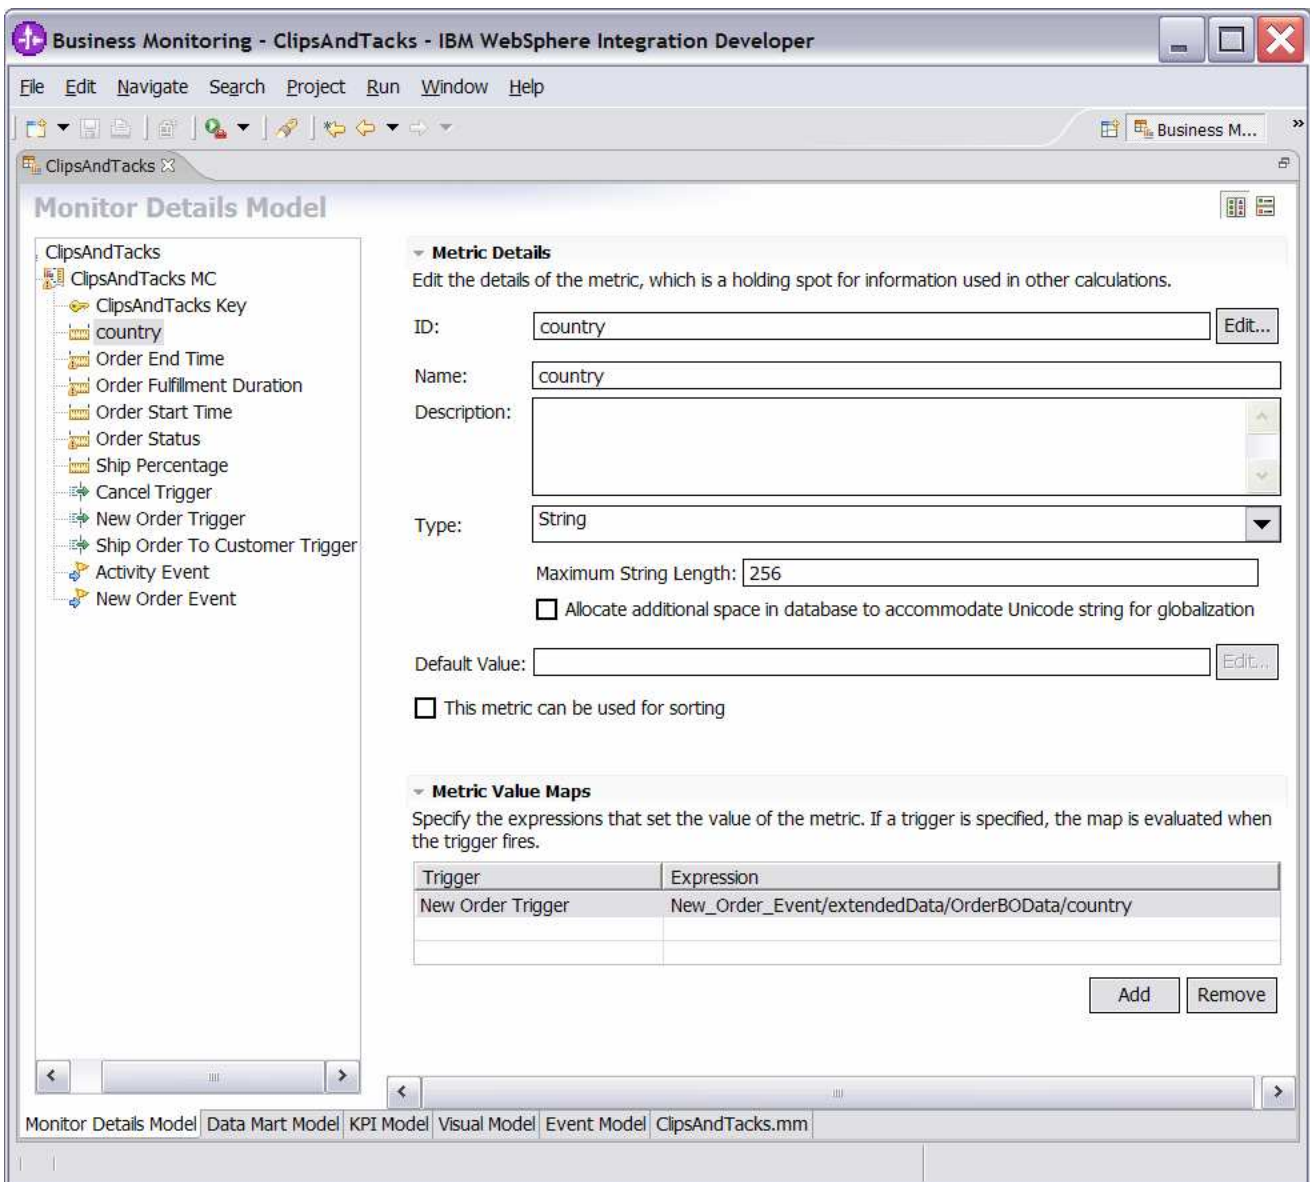 Business Monitoring - ClipsAndTacks - IBM WebSphere Integration Developer
File Edit Navigate Search Project Run Window Help
Business M... »
ClipsAndTacks
Monitor Details Model
ClipsAndTacks
ClipsAndTacks MC
ClipsAndTacks Key
country
Order End Time
Order Fulfillment Duration
Order Start Time
Order Status
Ship Percentage
Cancel Trigger
New Order Trigger
Ship Order To Customer Trigger
Activity Event
New Order Event
Metric Details
Edit the details of the metric, which is a holding spot for information used in other calculations.
ID: country Edit...
Name: country
Description:
Type: String
Maximum String Length: 256
Allocate additional space in database to accommodate Unicode string for globalization
Default Value: Edit...
This metric can be used for sorting
Metric Value Maps
Specify the expressions that set the value of the metric. If a trigger is specified, the map is evaluated when
the trigger fires.
Trigger Expression
New Order Trigger New_Order_Event/extendedData/OrderBOData/country
Add Remove
Monitor Details Model Data Mart Model KPI Model Visual Model Event Model ClipsAndTacks.mm